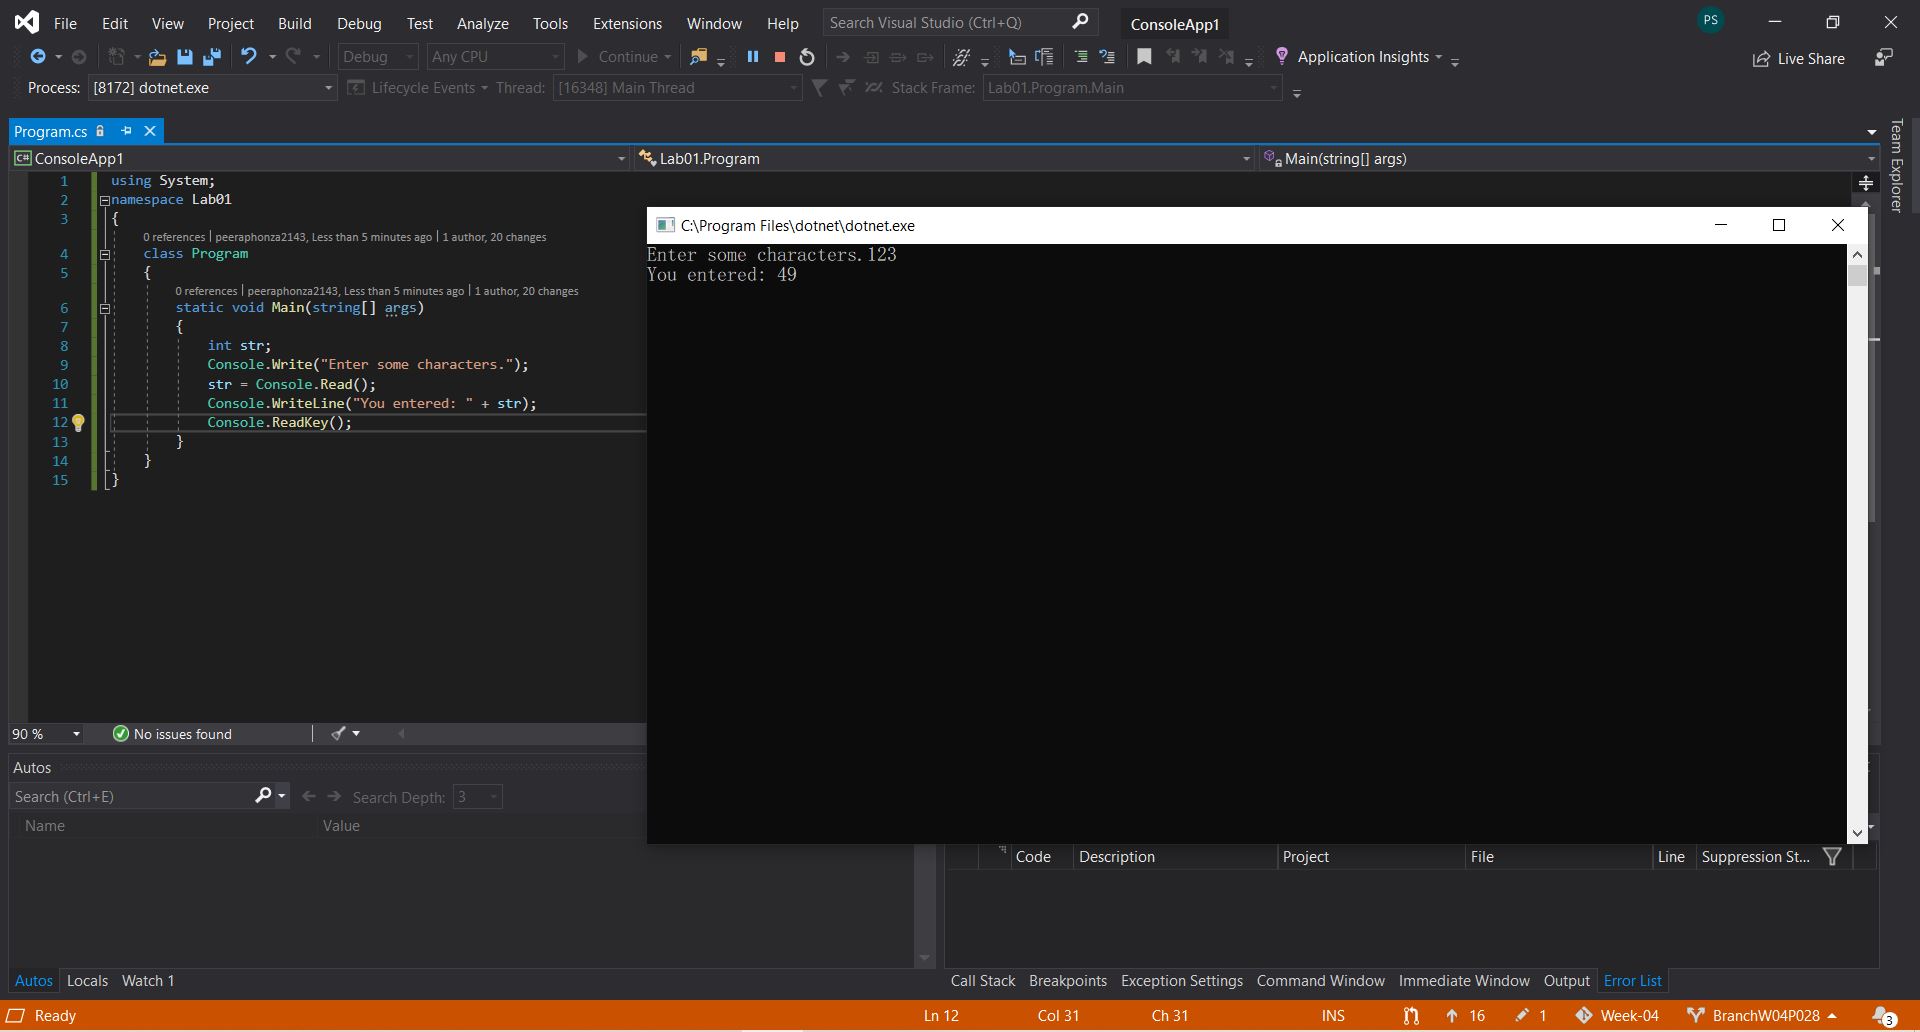 File Edit View Project Build Debug Test Analyze Tools Extensions Window Help Search Visual Studio (Ctrl+Q) ConsoleApp1 PS
Debug Any CPU Continue Application Insights Live Share
Process: [8172] dotnet.exe Lifecycle Events Thread: [16348] Main Thread Stack Frame: Lab01.Program.Main
Program.cs
ConsoleApp1 Lab01.Program Main(string[] args)
Team Explorer
1 using System;
2 namespace Lab01
3 {
0 references | peeraphonza2143, Less than 5 minutes ago | 1 author, 20 changes
4 class Program
5 {
0 references | peeraphonza2143, Less than 5 minutes ago | 1 author, 20 changes
6 static void Main(string[] args)
7 {
8 int str;
9 Console.Write("Enter some characters.");
10 str = Console.Read();
11 Console.WriteLine("You entered: " + str);
12 Console.ReadKey();
13 }
14 }
15 }
C:\Program Files\dotnet\dotnet.exe
Enter some characters.123
You entered: 49
90 % No issues found
Autos
Search (Ctrl+E) Search Depth: 3
Name Value
Code Description Project File Line Suppression St...
Autos Locals Watch 1
Call Stack Breakpoints Exception Settings Command Window Immediate Window Output Error List
Ready Ln 12 Col 31 Ch 31 INS 16 1 Week-04 BranchW04P028 3